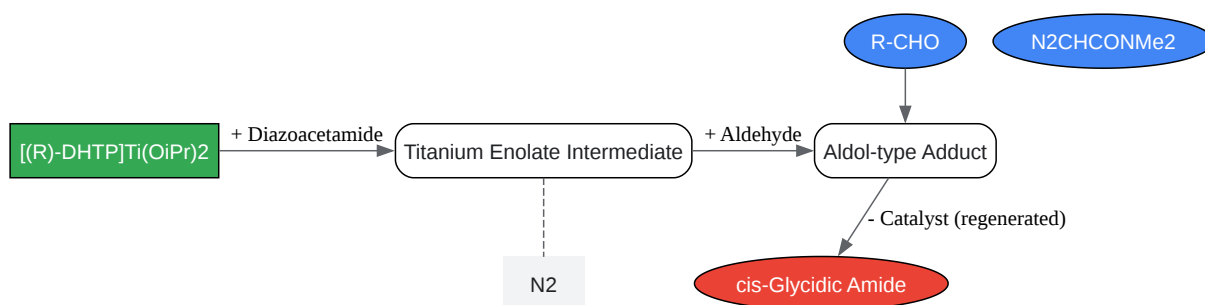 R-CHO
N2CHCONMe2
[(R)-DHTP]Ti(OiPr)2
+ Diazoacetamide
Titanium Enolate Intermediate
+ Aldehyde
Aldol-type Adduct
- Catalyst (regenerated)
N2
cis-Glycidic Amide